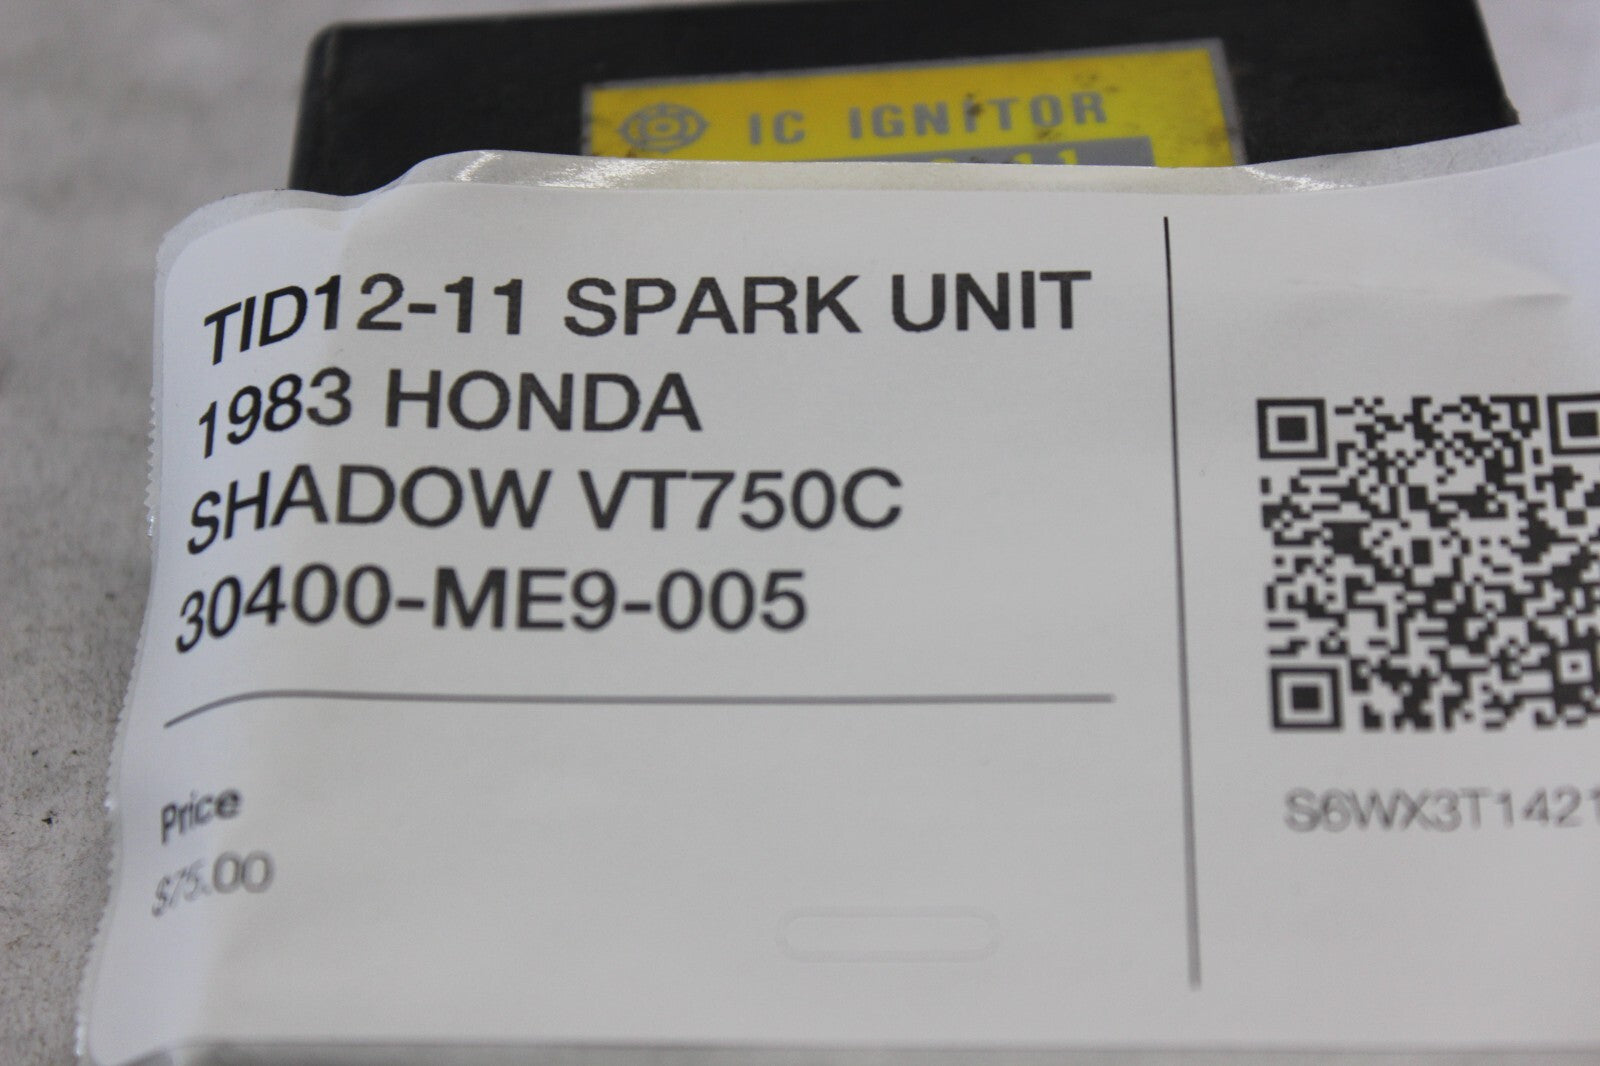 IC IGNITOR
TID12-11 SPARK UNIT
1983 HONDA
SHADOW VT750C
30400-ME9-005
Price
$75.00
S6WX3T1421